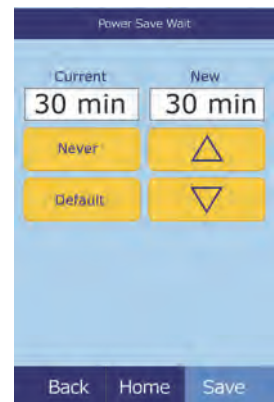 Power Save Wait
Current New
30 min 30 min
Never
Default
Back Home Save